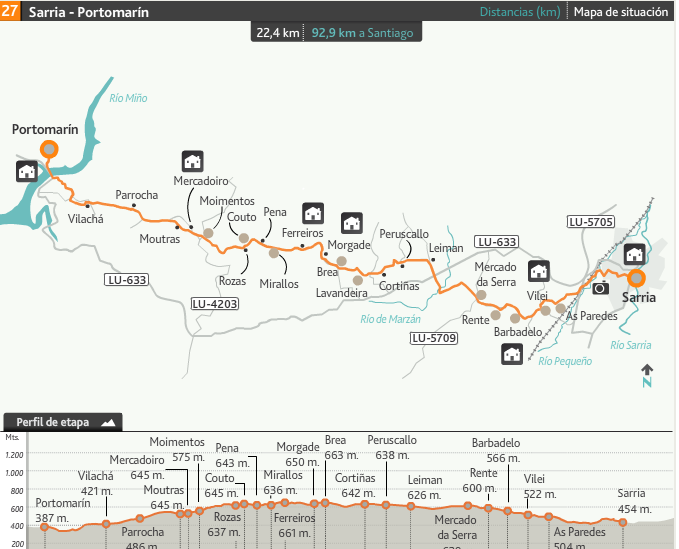 27 Sarria - Portomarín Distancias (km) Mapa de situación
22,4 km 92,9 km a Santiago
Río Miño
Portomarín
Mercadoiro
Parrocha
Moimentos
Vilachá
Couto
Pena
Moutras
Ferreiros
Peruscallo
LU-633
LU-5705
Morgade
Leiman
Rozas
Mirallos
Brea
Lavandeira
Cortiñas
Mercado
da Serra
Vilei
Sarria
LU-633
LU-4203
Río de Marzán
Rente
Barbadelo
As Paredes
LU-5709
Río Pequeño
Río Sarria
N
Perfil de etapa
Mts.
1.200
1.000
800
600
400
200
Portomarín
387 m.
Vilachá
421 m.
Parrocha
486 m.
Mercadoiro
645 m.
Moutras
645 m.
Moimentos
575 m.
Couto
645 m.
Rozas
637 m.
Pena
643 m.
Mirallos
636 m.
Ferreiros
661 m.
Morgade
650 m.
Brea
663 m.
Cortiñas
642 m.
Peruscallo
638 m.
Leiman
626 m.
Mercado
da Serra
Rente
600 m.
Barbadelo
566 m.
Vilei
522 m.
As Paredes
504 m.
Sarria
454 m.